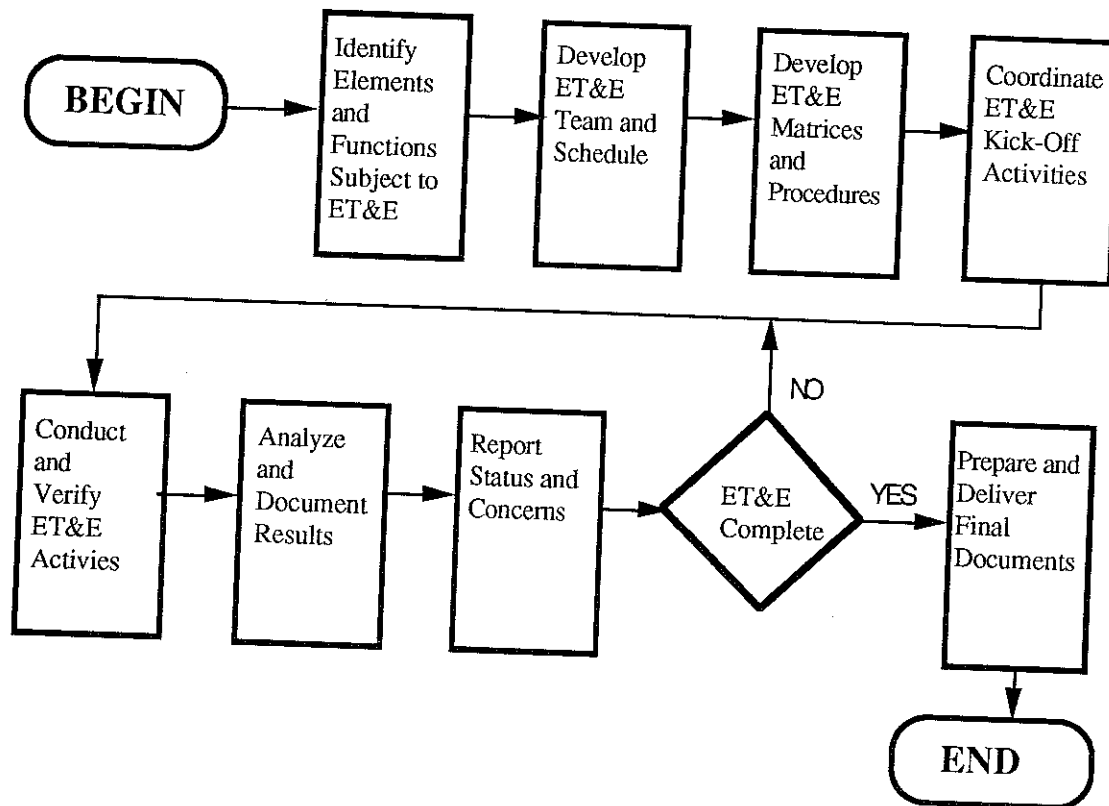 BEGIN
Identify
Elements
and
Functions
Subject to
ET&E
Develop
ET&E
Team and
Schedule
Develop
ET&E
Matrices
and
Procedures
Coordinate
ET&E
Kick-Off
Activities
Conduct
and
Verify
ET&E
Activies
Analyze
and
Document
Results
Report
Status and
Concerns
ET&E
Complete
NO
YES
Prepare and
Deliver
Final
Documents
END